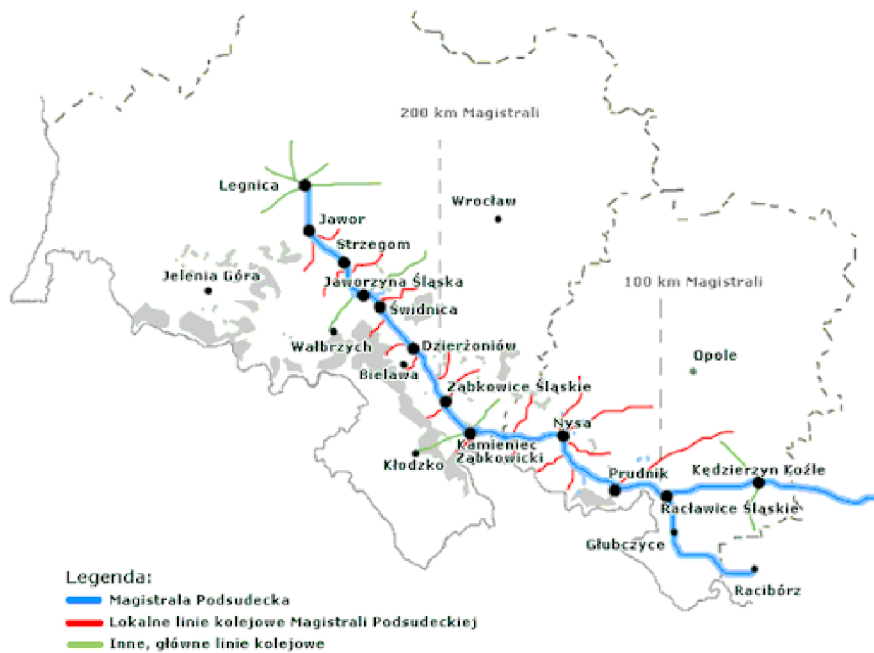 200 km Magistrali
Legnica
Wrocław
Jawor
Strzegom
Jelenia Góra
Jaworzyna Śląska
100 km Magistrali
Świdnica
Wałbrzych
Dzierżoniów
Opole
Bielawa
Ząbkowice Śląskie
Nysa
Kamieniec
Ząbkowicki
Kłodzko
Prudnik
Kędzierzyn Koźle
Racławice Śląskie
Głubczyce
Racibórz
Legenda:
Magistrala Podsudecka
Lokalne linie kolejowe Magistrali Podsudeckiej
Inne, główne linie kolejowe